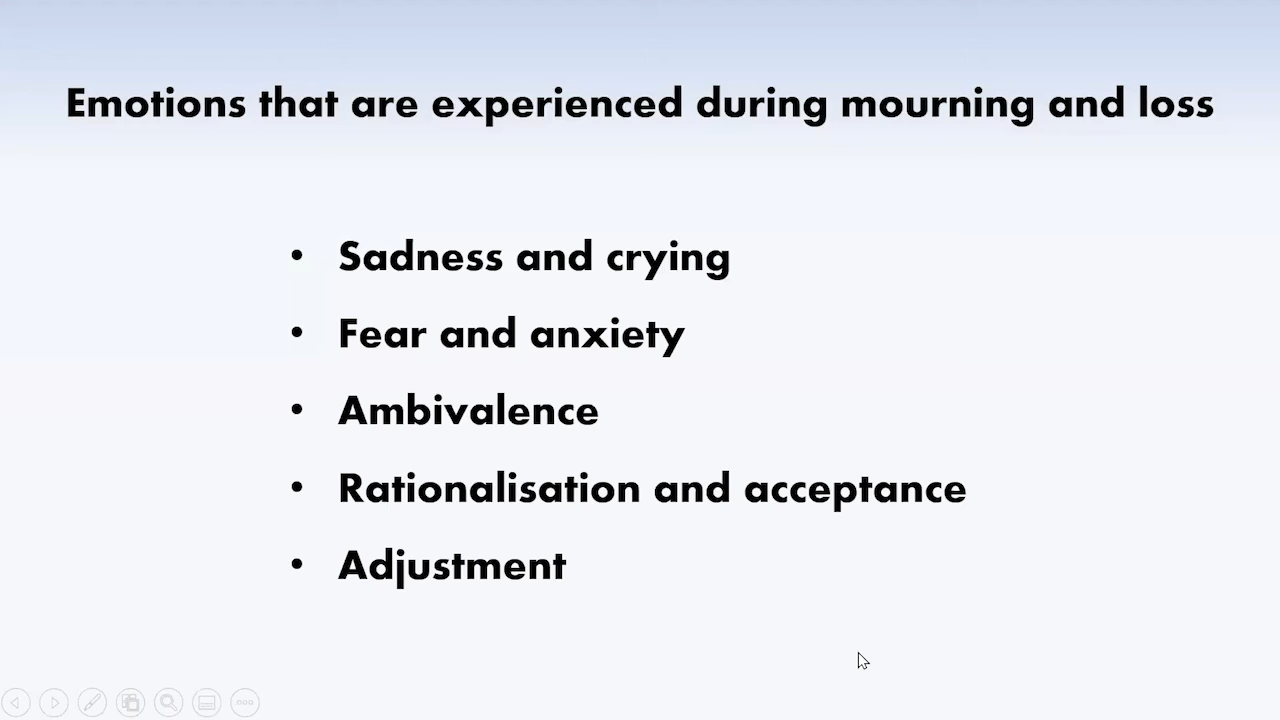 Emotions that are experienced during mourning and loss
• Sadness and crying
• Fear and anxiety
• Ambivalence
• Rationalisation and acceptance
• Adjustment